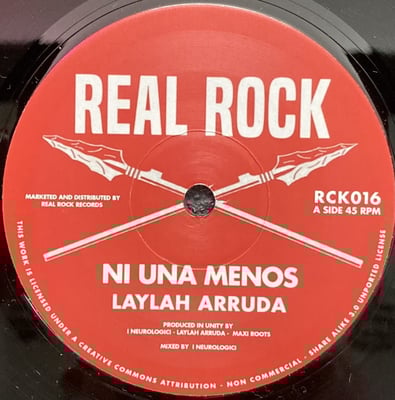 REAL ROCK
MARKETED AND DISTRIBUTED BY
REAL ROCK RECORDS
RCK016
A SIDE 45 RPM
NI UNA MENOS
LAYLAH ARRUDA
PRODUCED IN UNITY BY
I NEUROLOGICI - LAYLAH ARRUDA - MAXI ROOTS
MIXED BY I NEUROLOGICI
THIS WORK IS LICENSED UNDER A CREATIVE COMMONS ATTRIBUTION - NON COMMERCIAL - SHARE ALIKE 3.0 UNPORTED LICENSE